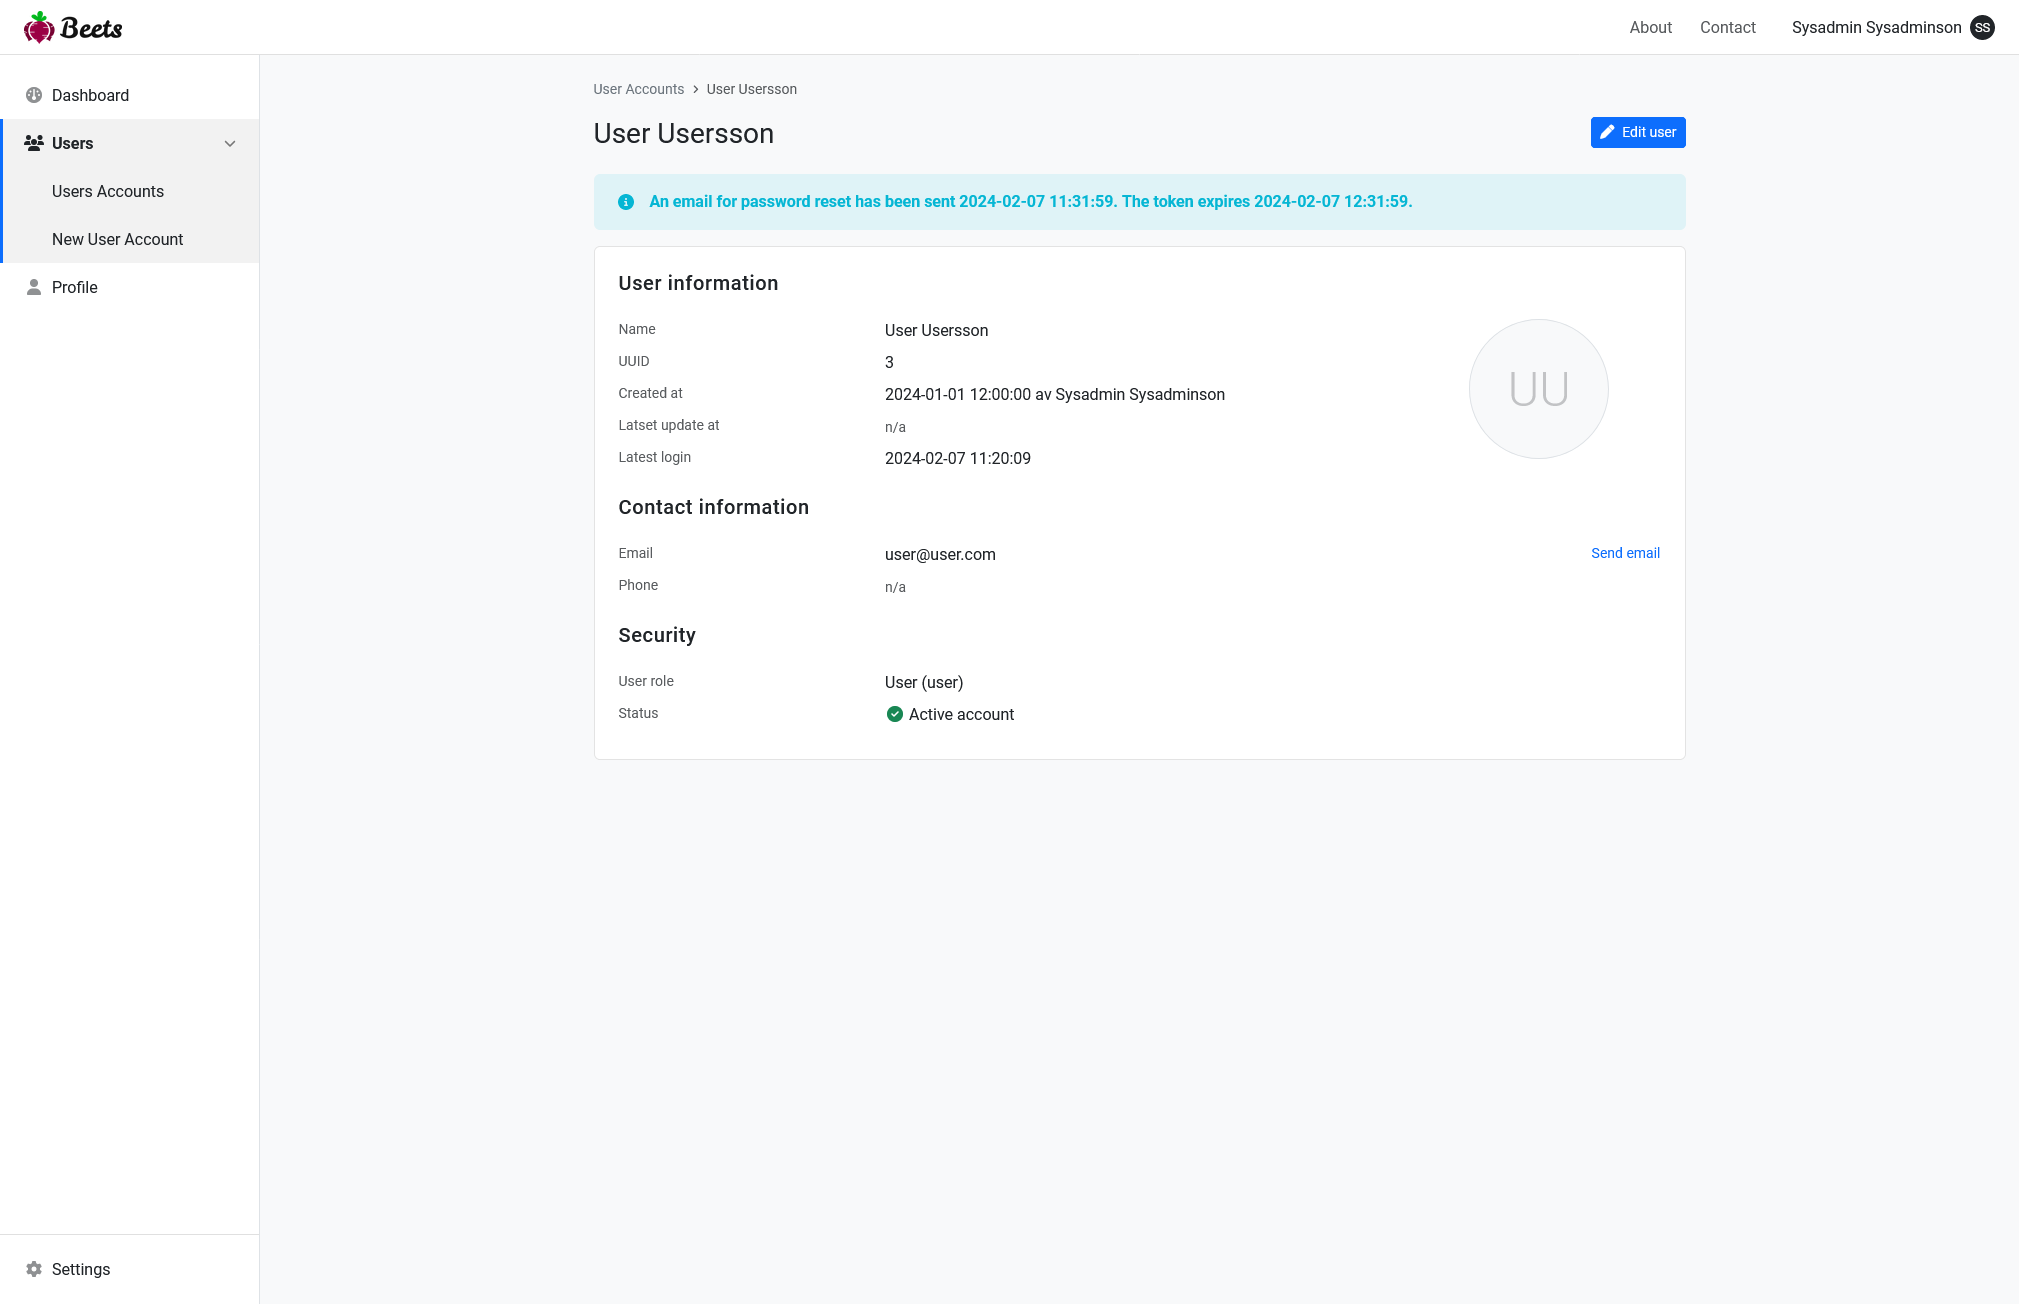 Beets
About Contact Sysadmin Sysadminson SS
Dashboard
Users
Users Accounts
New User Account
Profile
Settings
User Accounts > User Usersson
User Usersson
Edit user
An email for password reset has been sent 2024-02-07 11:31:59. The token expires 2024-02-07 12:31:59.
User information
Name User Usersson
UUID 3
Created at 2024-01-01 12:00:00 av Sysadmin Sysadminson
Latset update at n/a
Latest login 2024-02-07 11:20:09
UU
Contact information
Email user@user.com Send email
Phone n/a
Security
User role User (user)
Status Active account